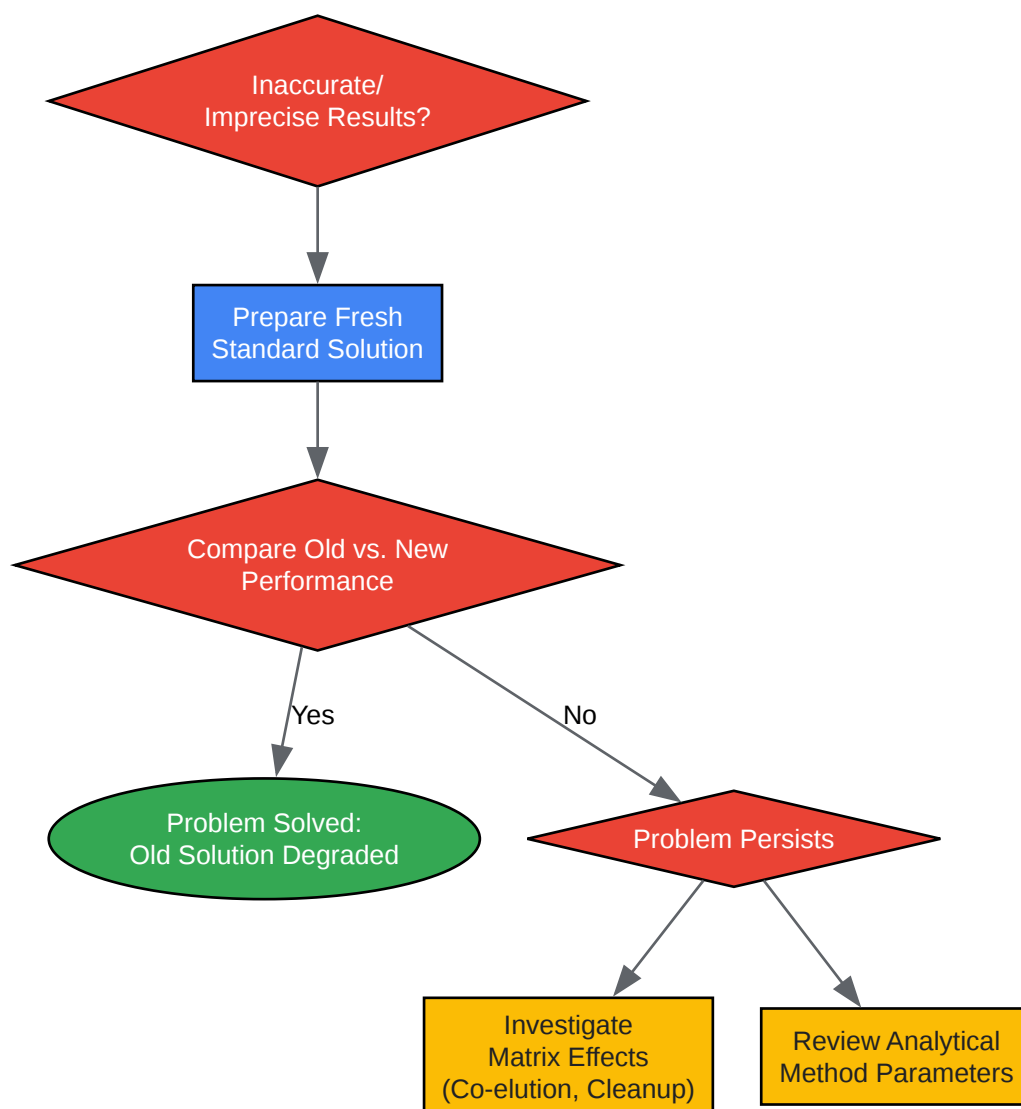 Inaccurate/
Imprecise Results?
Prepare Fresh
Standard Solution
Compare Old vs. New
Performance
Yes
No
Problem Solved:
Old Solution Degraded
Problem Persists
Investigate
Matrix Effects
(Co-elution, Cleanup)
Review Analytical
Method Parameters